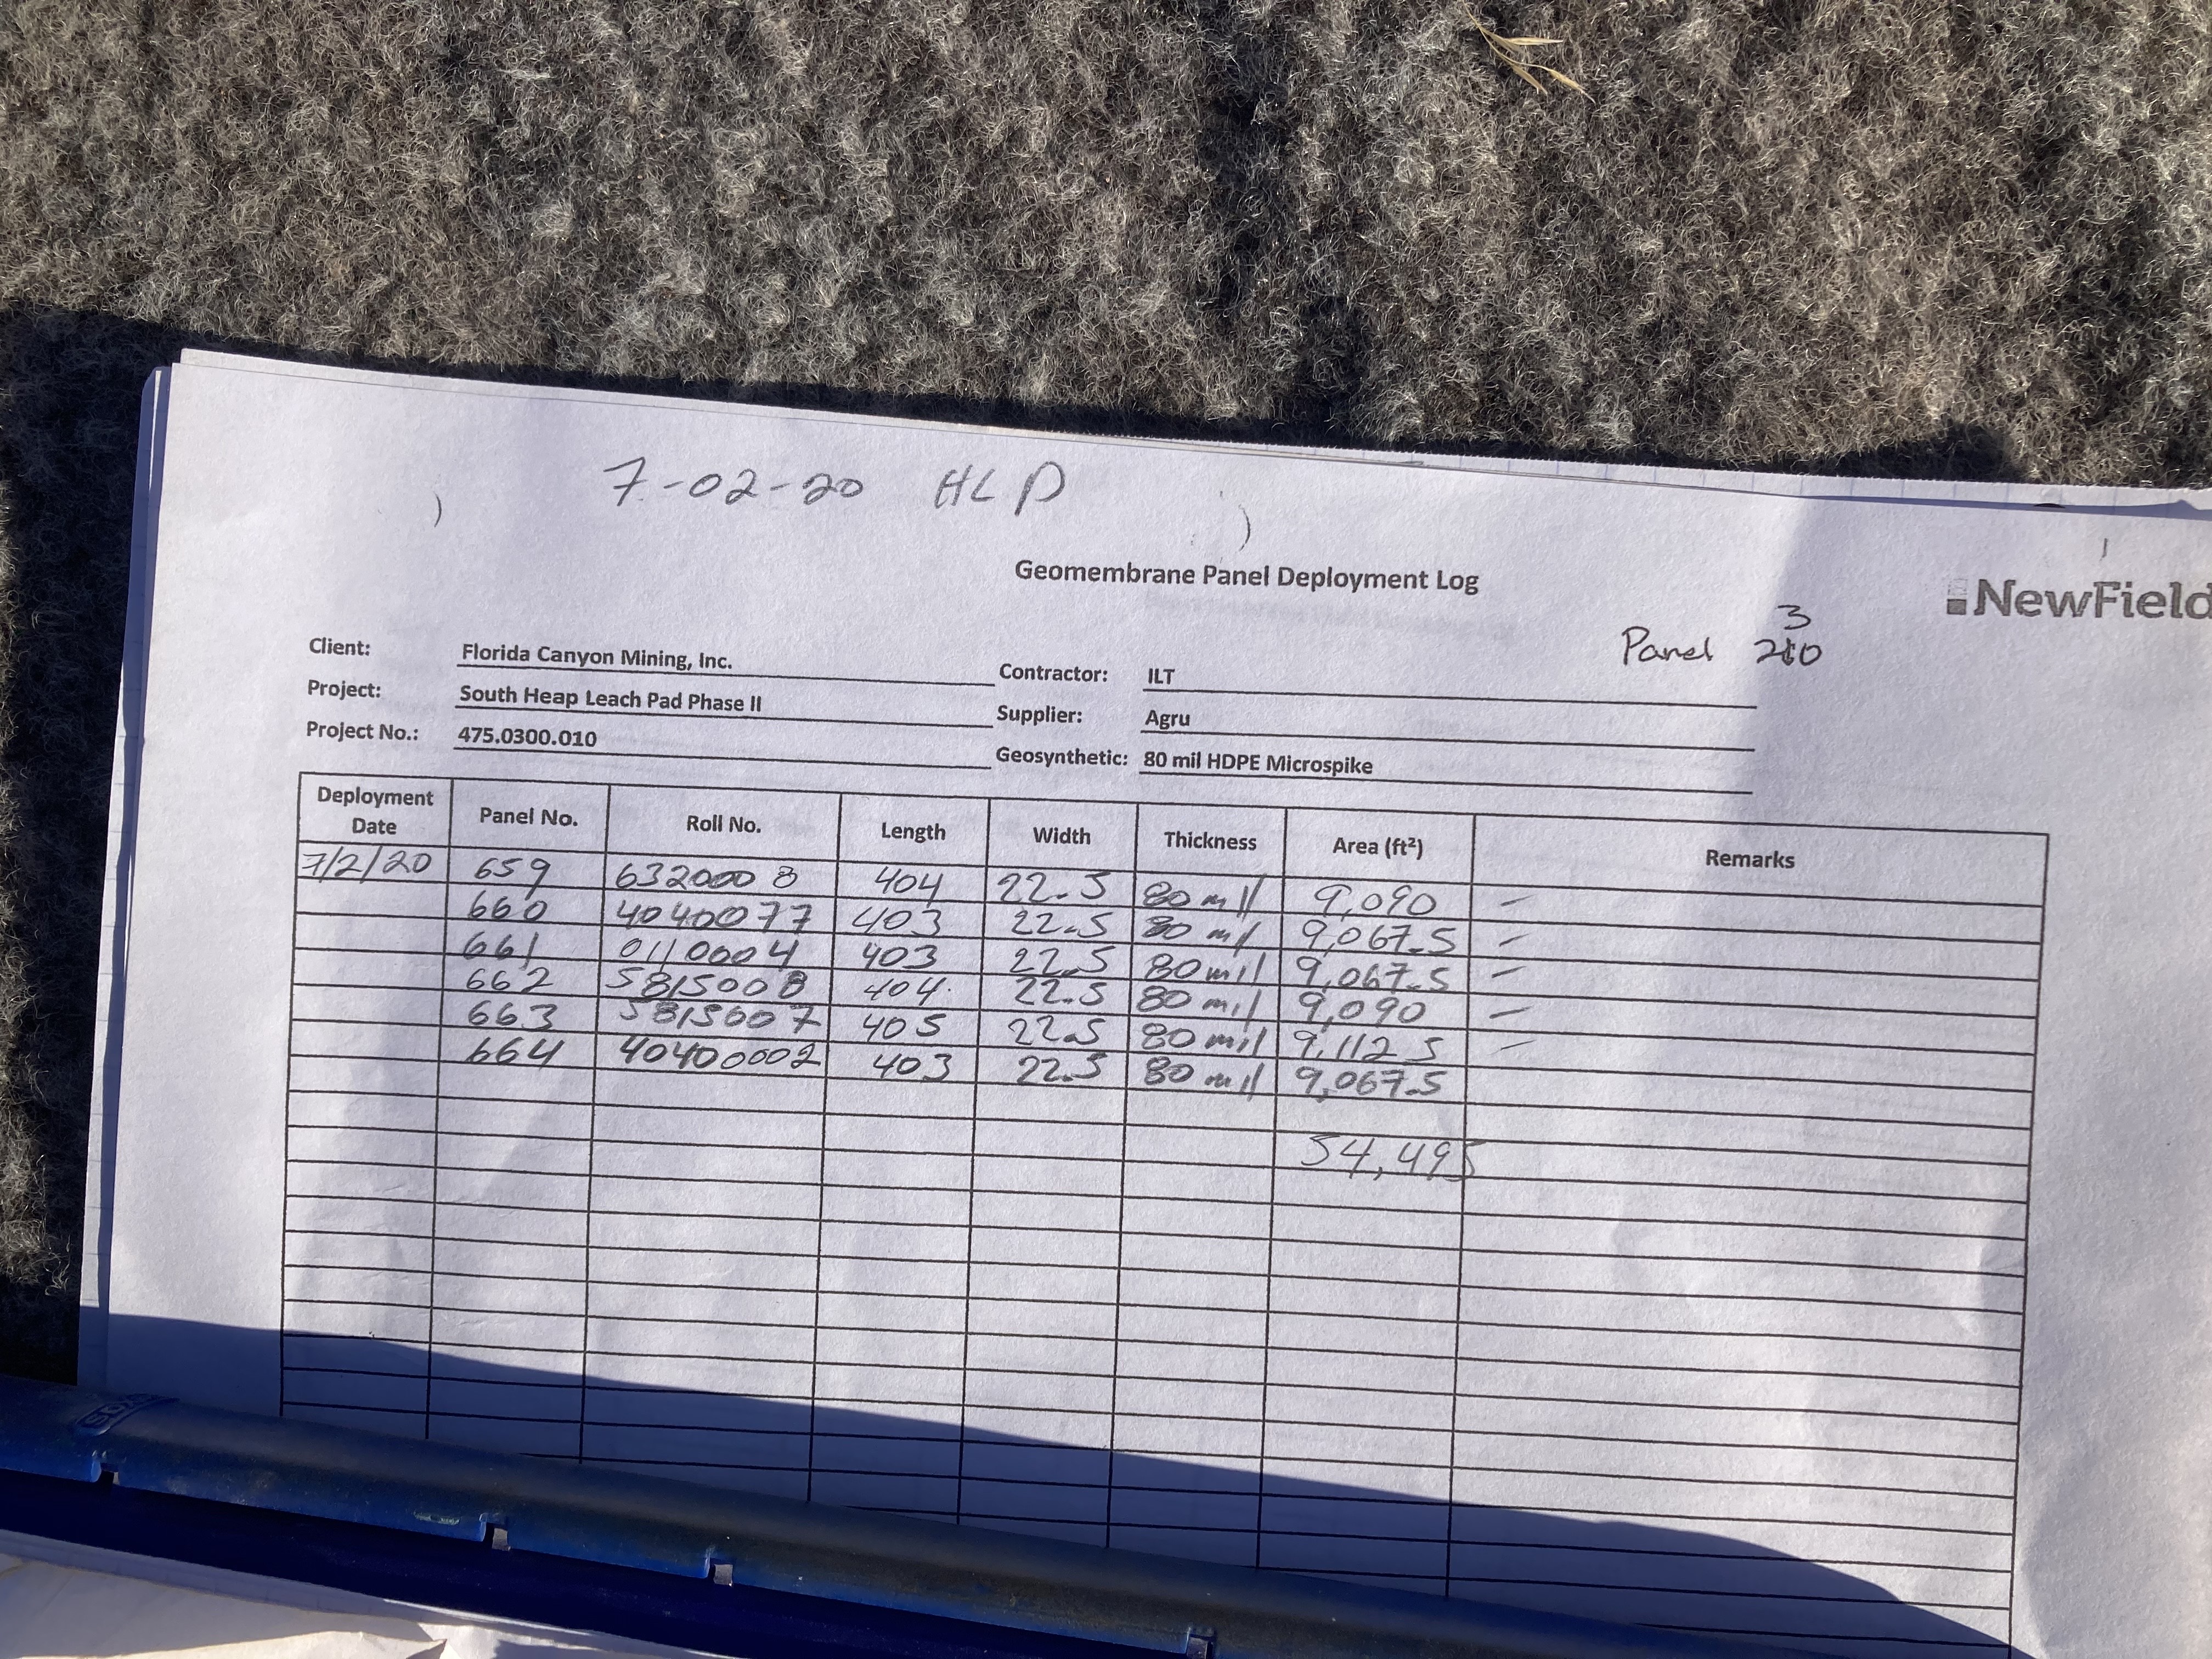 7-02-20 HLP
Geomembrane Panel Deployment Log
NewField
3
Panel 210
Client: Florida Canyon Mining, Inc. Contractor: ILT
Project: South Heap Leach Pad Phase II Supplier: Agru
Project No.: 475.0300.010 Geosynthetic: 80 mil HDPE Microspike
Deployment Date Panel No. Roll No. Length Width Thickness Area (ft²) Remarks
7/2/20 659 6320008 404 22.5 80 mil 9,090 –
660 4040077 403 22.5 80 mil 9,067.5 –
661 0110004 403 22.5 80 mil 9,067.5 –
662 5815008 404 22.5 80 mil 9,090 –
663 5815007 405 22.5 80 mil 9,112.5 –
664 40400002 403 22.5 80 mil 9,067.5
54,495